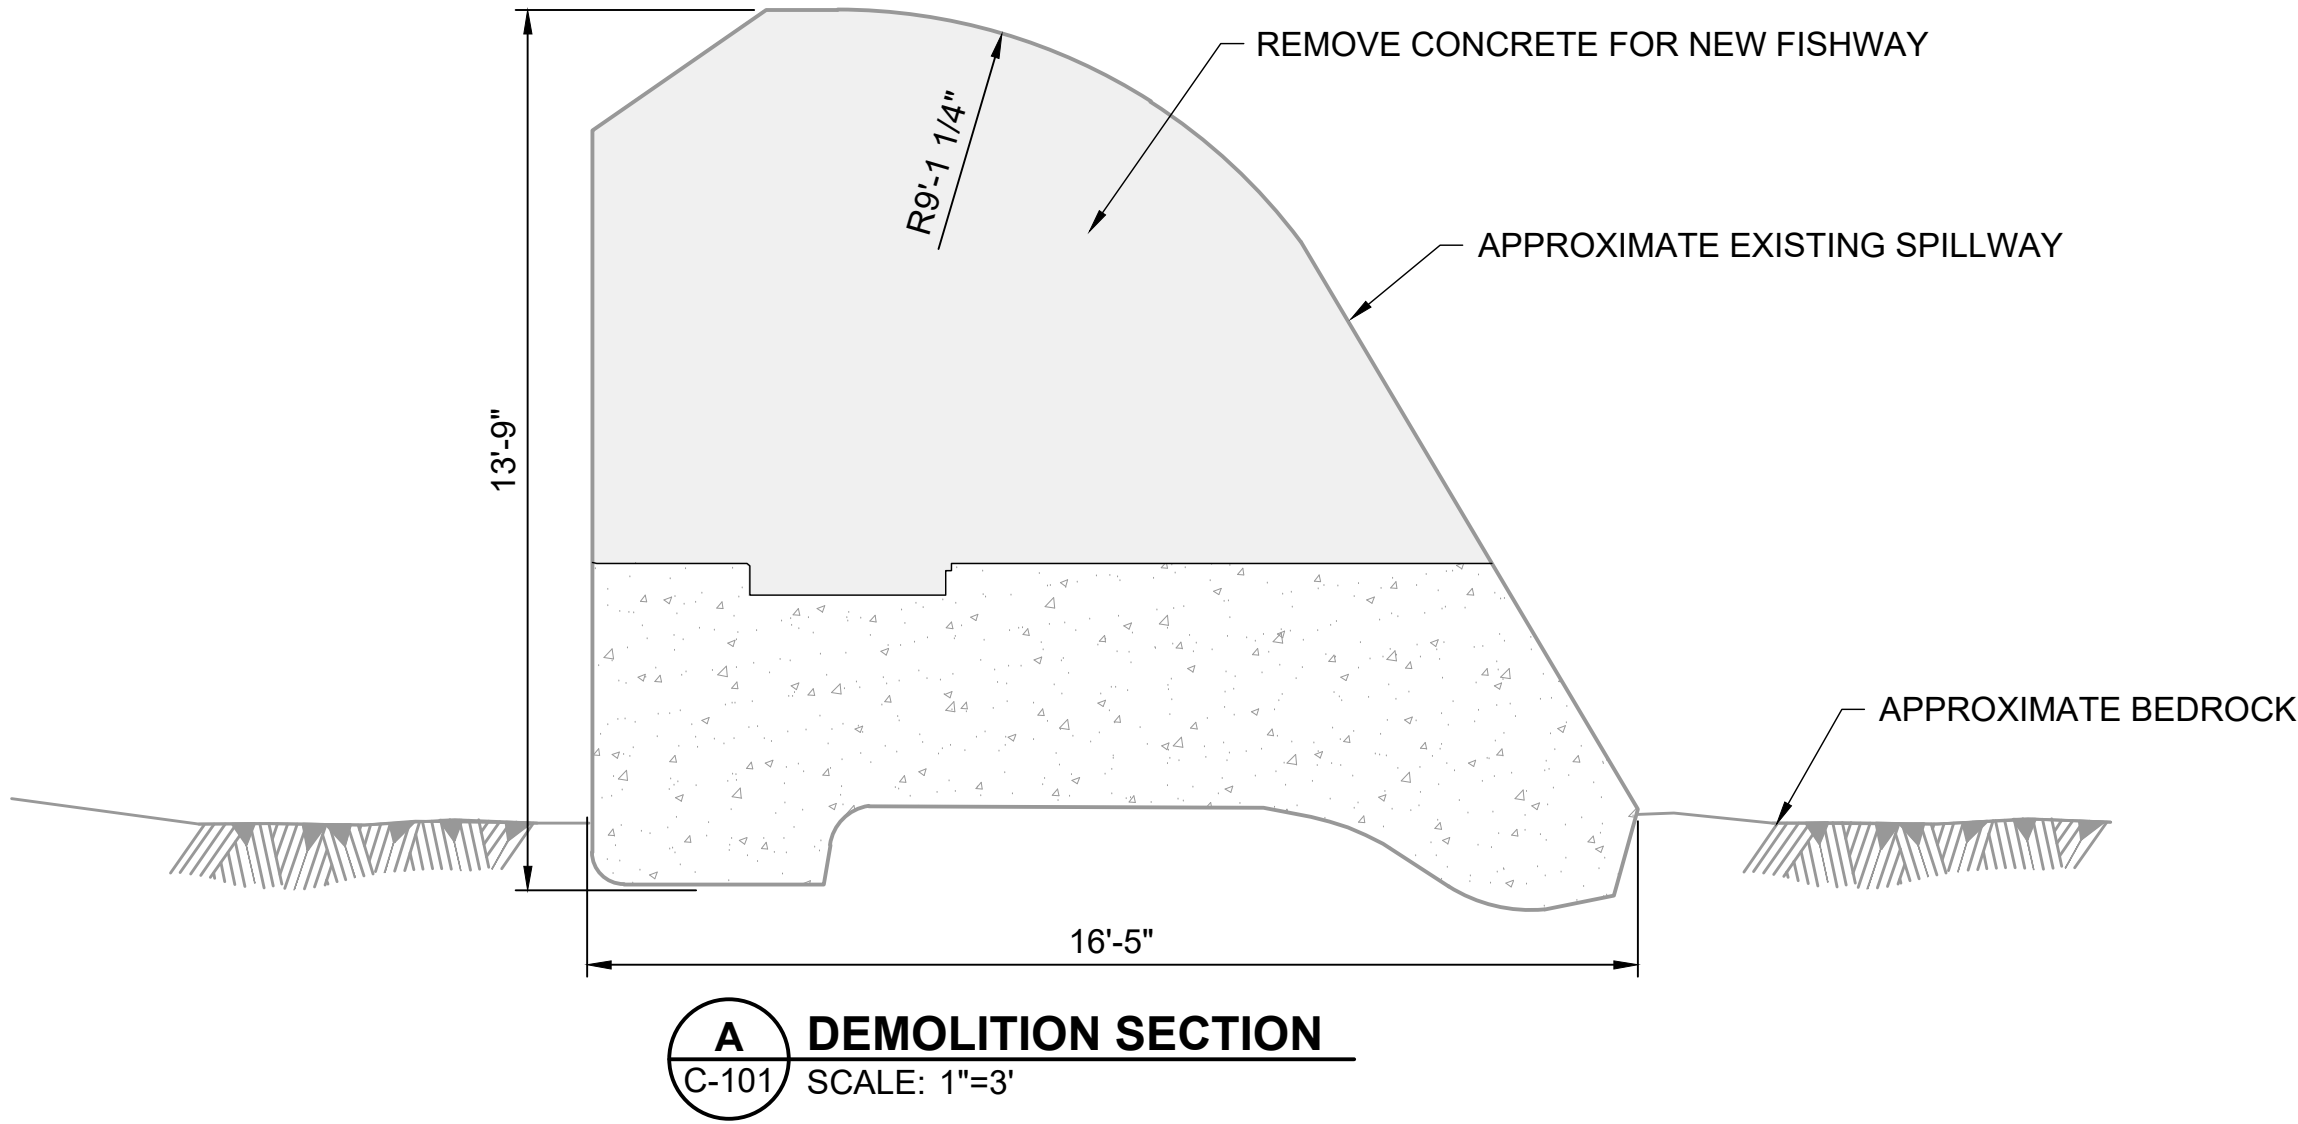 REMOVE CONCRETE FOR NEW FISHWAY
R9'-1 1/4"
APPROXIMATE EXISTING SPILLWAY
13'-9"
APPROXIMATE BEDROCK
16'-5"
A
DEMOLITION SECTION
C-101
SCALE: 1"=3'